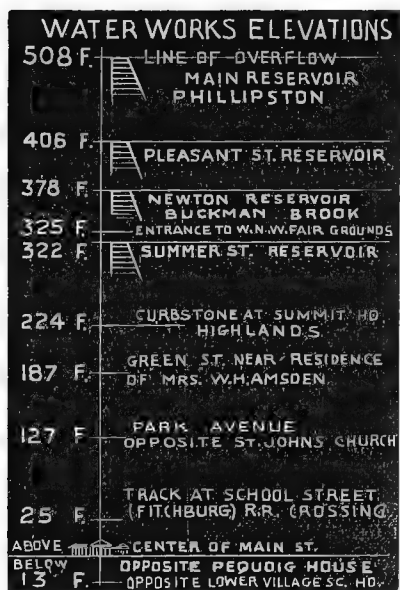 WATER WORKS ELEVATIONS
508 F. LINE OF OVERFLOW
MAIN RESERVOIR
PHILLIPSTON
406 F.
PLEASANT ST. RESERVOIR
378 F.
NEWTON RESERVOIR
BUCKMAN BROOK
325 F. ENTRANCE TO W.N.W. FAIR GROUNDS
322 F. SUMMER ST. RESERVOIR
224 F. CURBSTONE AT SUMMIT HO
HIGHLANDS
187 F. GREEN ST. NEAR RESIDENCE
OF MRS. W.H. AMSDEN
127 F. PARK AVENUE
OPPOSITE ST. JOHNS CHURCH
TRACK AT SCHOOL STREET
25 F. (FITCHBURG) R.R. CROSSING
ABOVE CENTER OF MAIN ST.
BELOW OPPOSITE PEQUOIG HOUSE
13 F. OPPOSITE LOWER VILLAGE SC. HO.